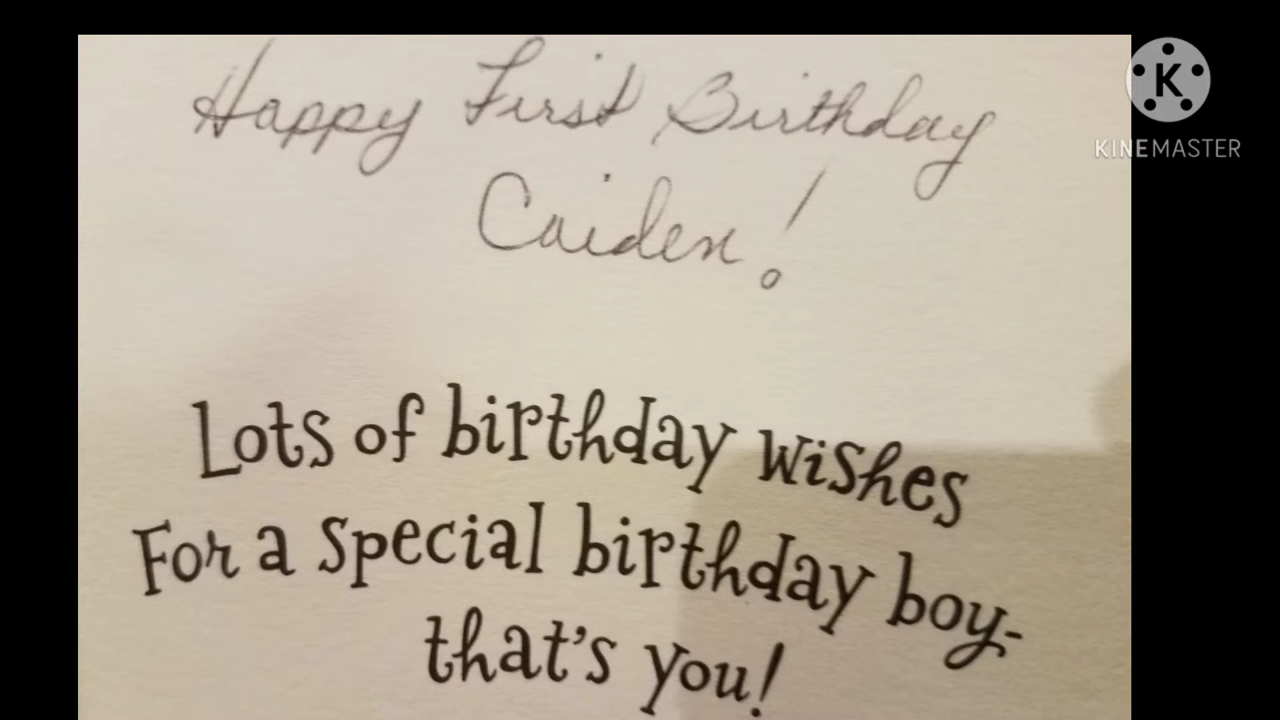 Happy First Birthday
Caiden!
Lots of birthday wishes
For a special birthday boy-
that's you!
K
KINEMASTER